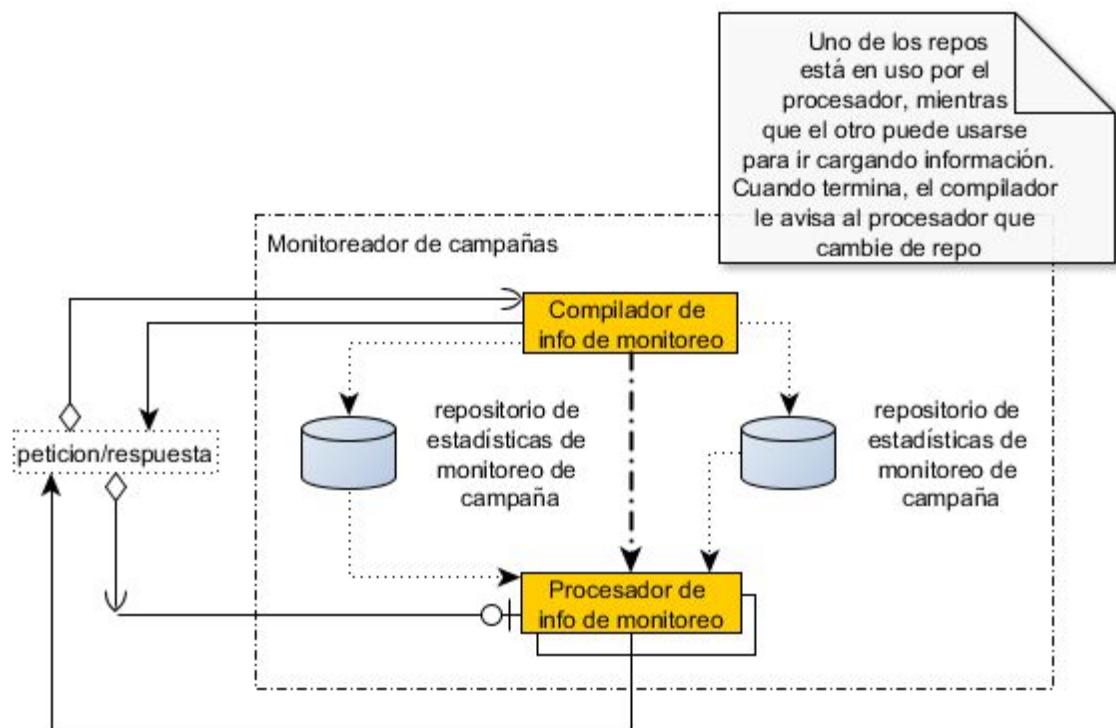 Uno de los repos
está en uso por el
procesador, mientras
que el otro puede usarse
para ir cargando información.
Cuando termina, el compilador
le avisa al procesador que
cambie de repo
Monitoreador de campañas
Compilador de
info de monitoreo
peticion/respuesta
repositorio de
estadísticas de
monitoreo de
campaña
repositorio de
estadísticas de
monitoreo de
campaña
Procesador de
info de monitoreo